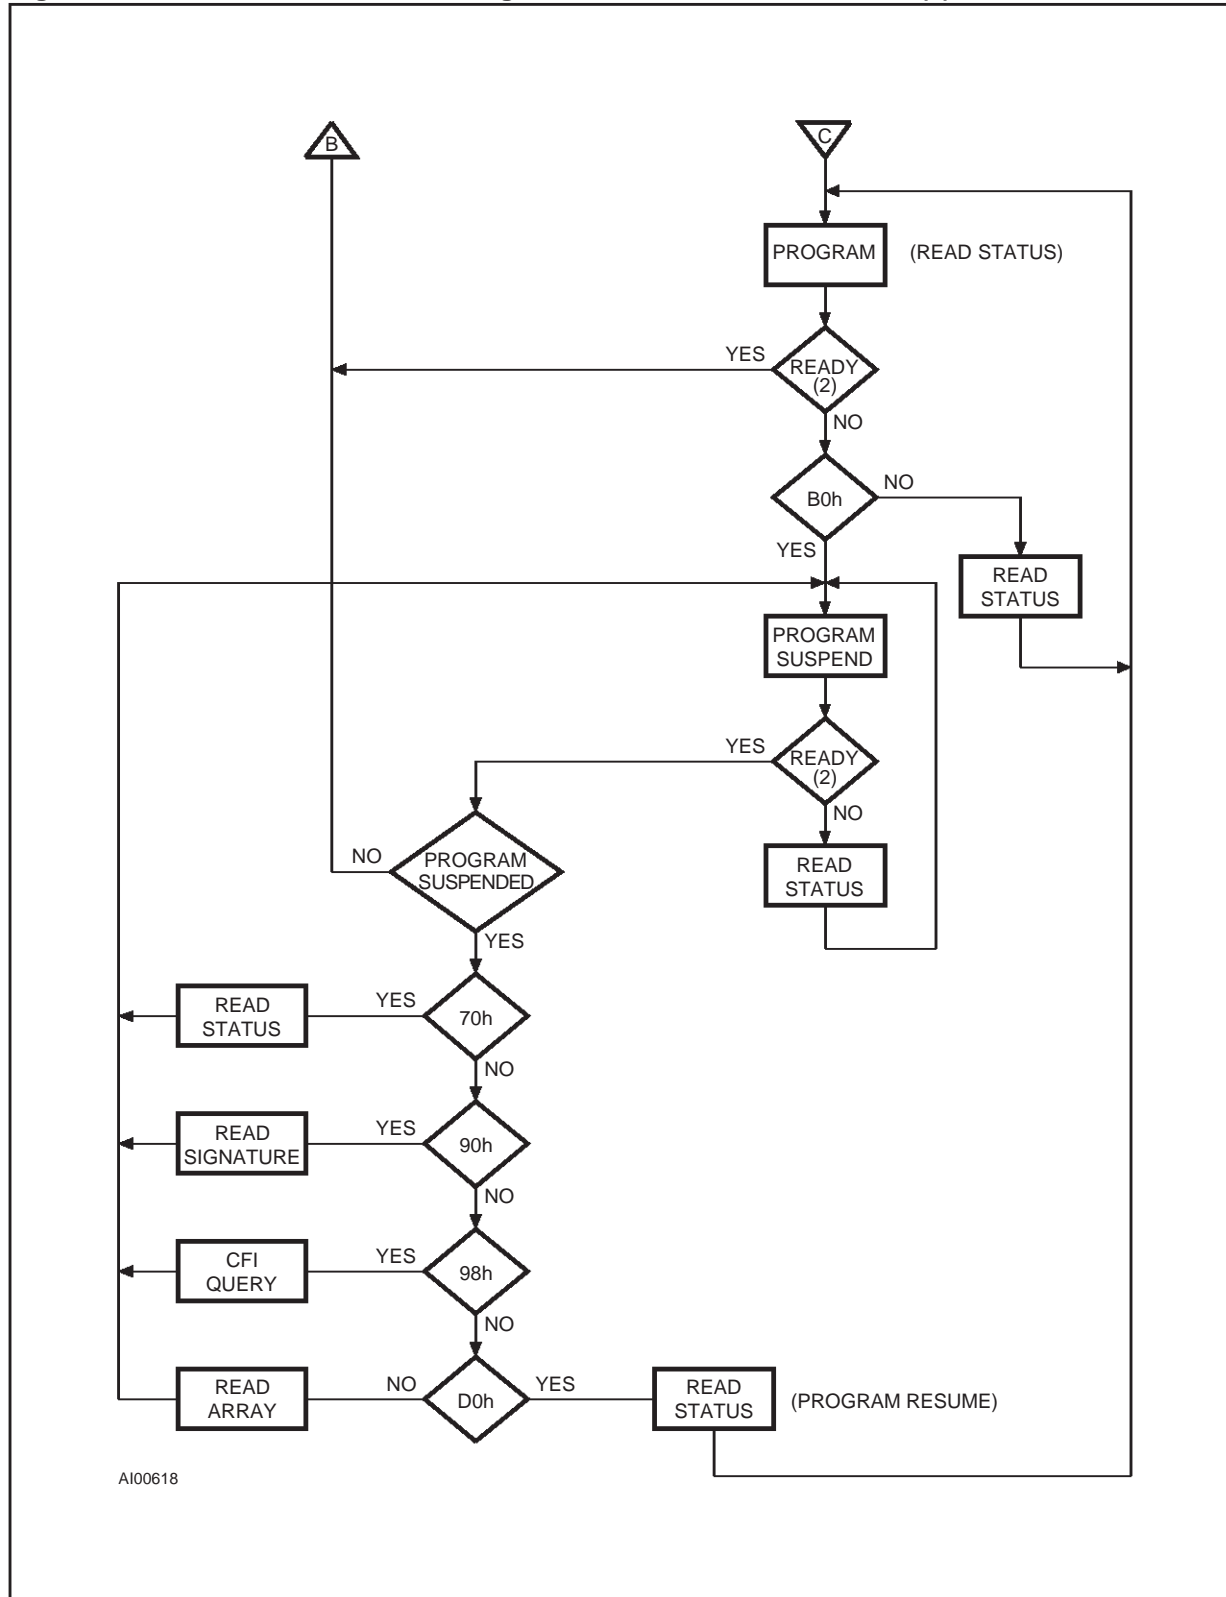 B
C
PROGRAM
(READ STATUS)
YES
READY
(2)
NO
B0h
NO
YES
READ
STATUS
PROGRAM
SUSPEND
YES
READY
(2)
NO
NO
PROGRAM
SUSPENDED
READ
STATUS
YES
READ
STATUS
YES
70h
NO
READ
SIGNATURE
YES
90h
NO
CFI
QUERY
YES
98h
NO
READ
ARRAY
NO
D0h
YES
READ
STATUS
(PROGRAM RESUME)
AI00618